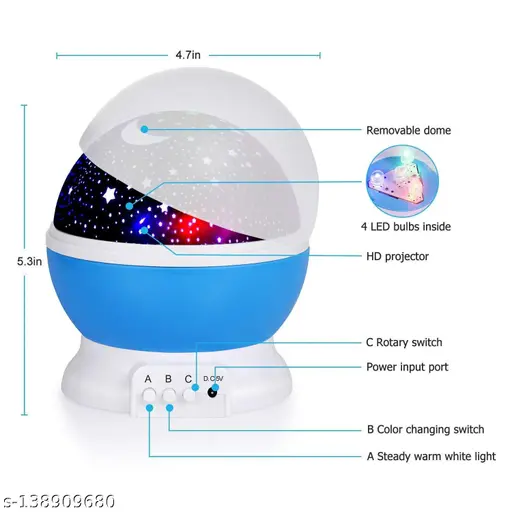 4.7in
Removable dome
4 LED bulbs inside
HD projector
5.3in
C Rotary switch
Power input port
A B C D.C:5V
B Color changing switch
A Steady warm white light
s-138909680